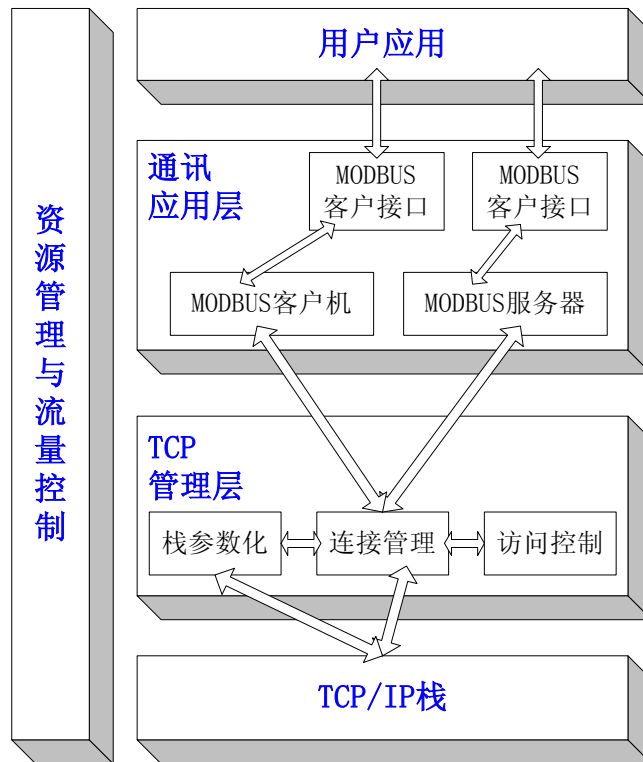 资源管理与流量控制
用户应用
通讯
应用层
MODBUS
客户接口
MODBUS
客户接口
MODBUS客户机
MODBUS服务器
TCP
管理层
栈参数化
连接管理
访问控制
TCP/IP栈